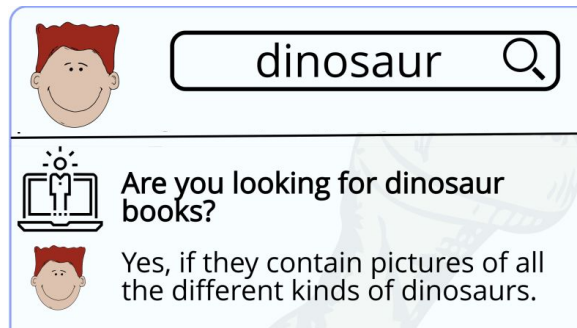 dinosaur
Are you looking for dinosaur
books?
Yes, if they contain pictures of all
the different kinds of dinosaurs.